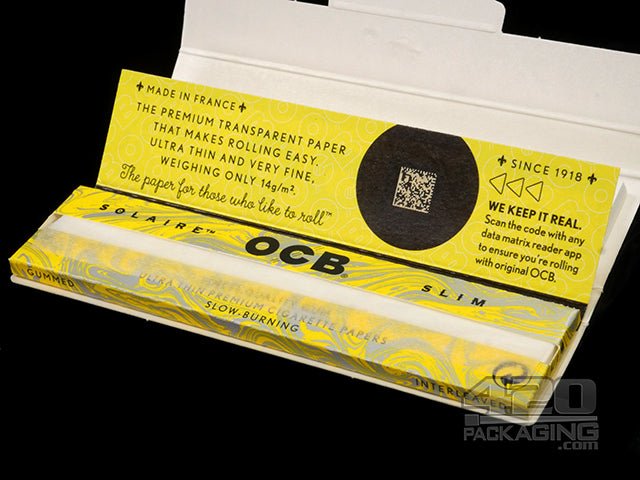 MADE IN FRANCE
THE PREMIUM TRANSPARENT PAPER
THAT MAKES ROLLING EASY.
ULTRA THIN AND VERY FINE,
WEIGHING ONLY 14g/m².
The paper for those who like to roll™
SINCE 1918
WE KEEP IT REAL.
Scan the code with any
data matrix reader app
to ensure you're rolling
with original OCB.
SOLAIRE™
OCB
SLIM
GUMMED
ULTRA THIN PREMIUM CIGARETTE PAPERS
SLOW-BURNING
INTERLEAVED
420
PACKAGING.com